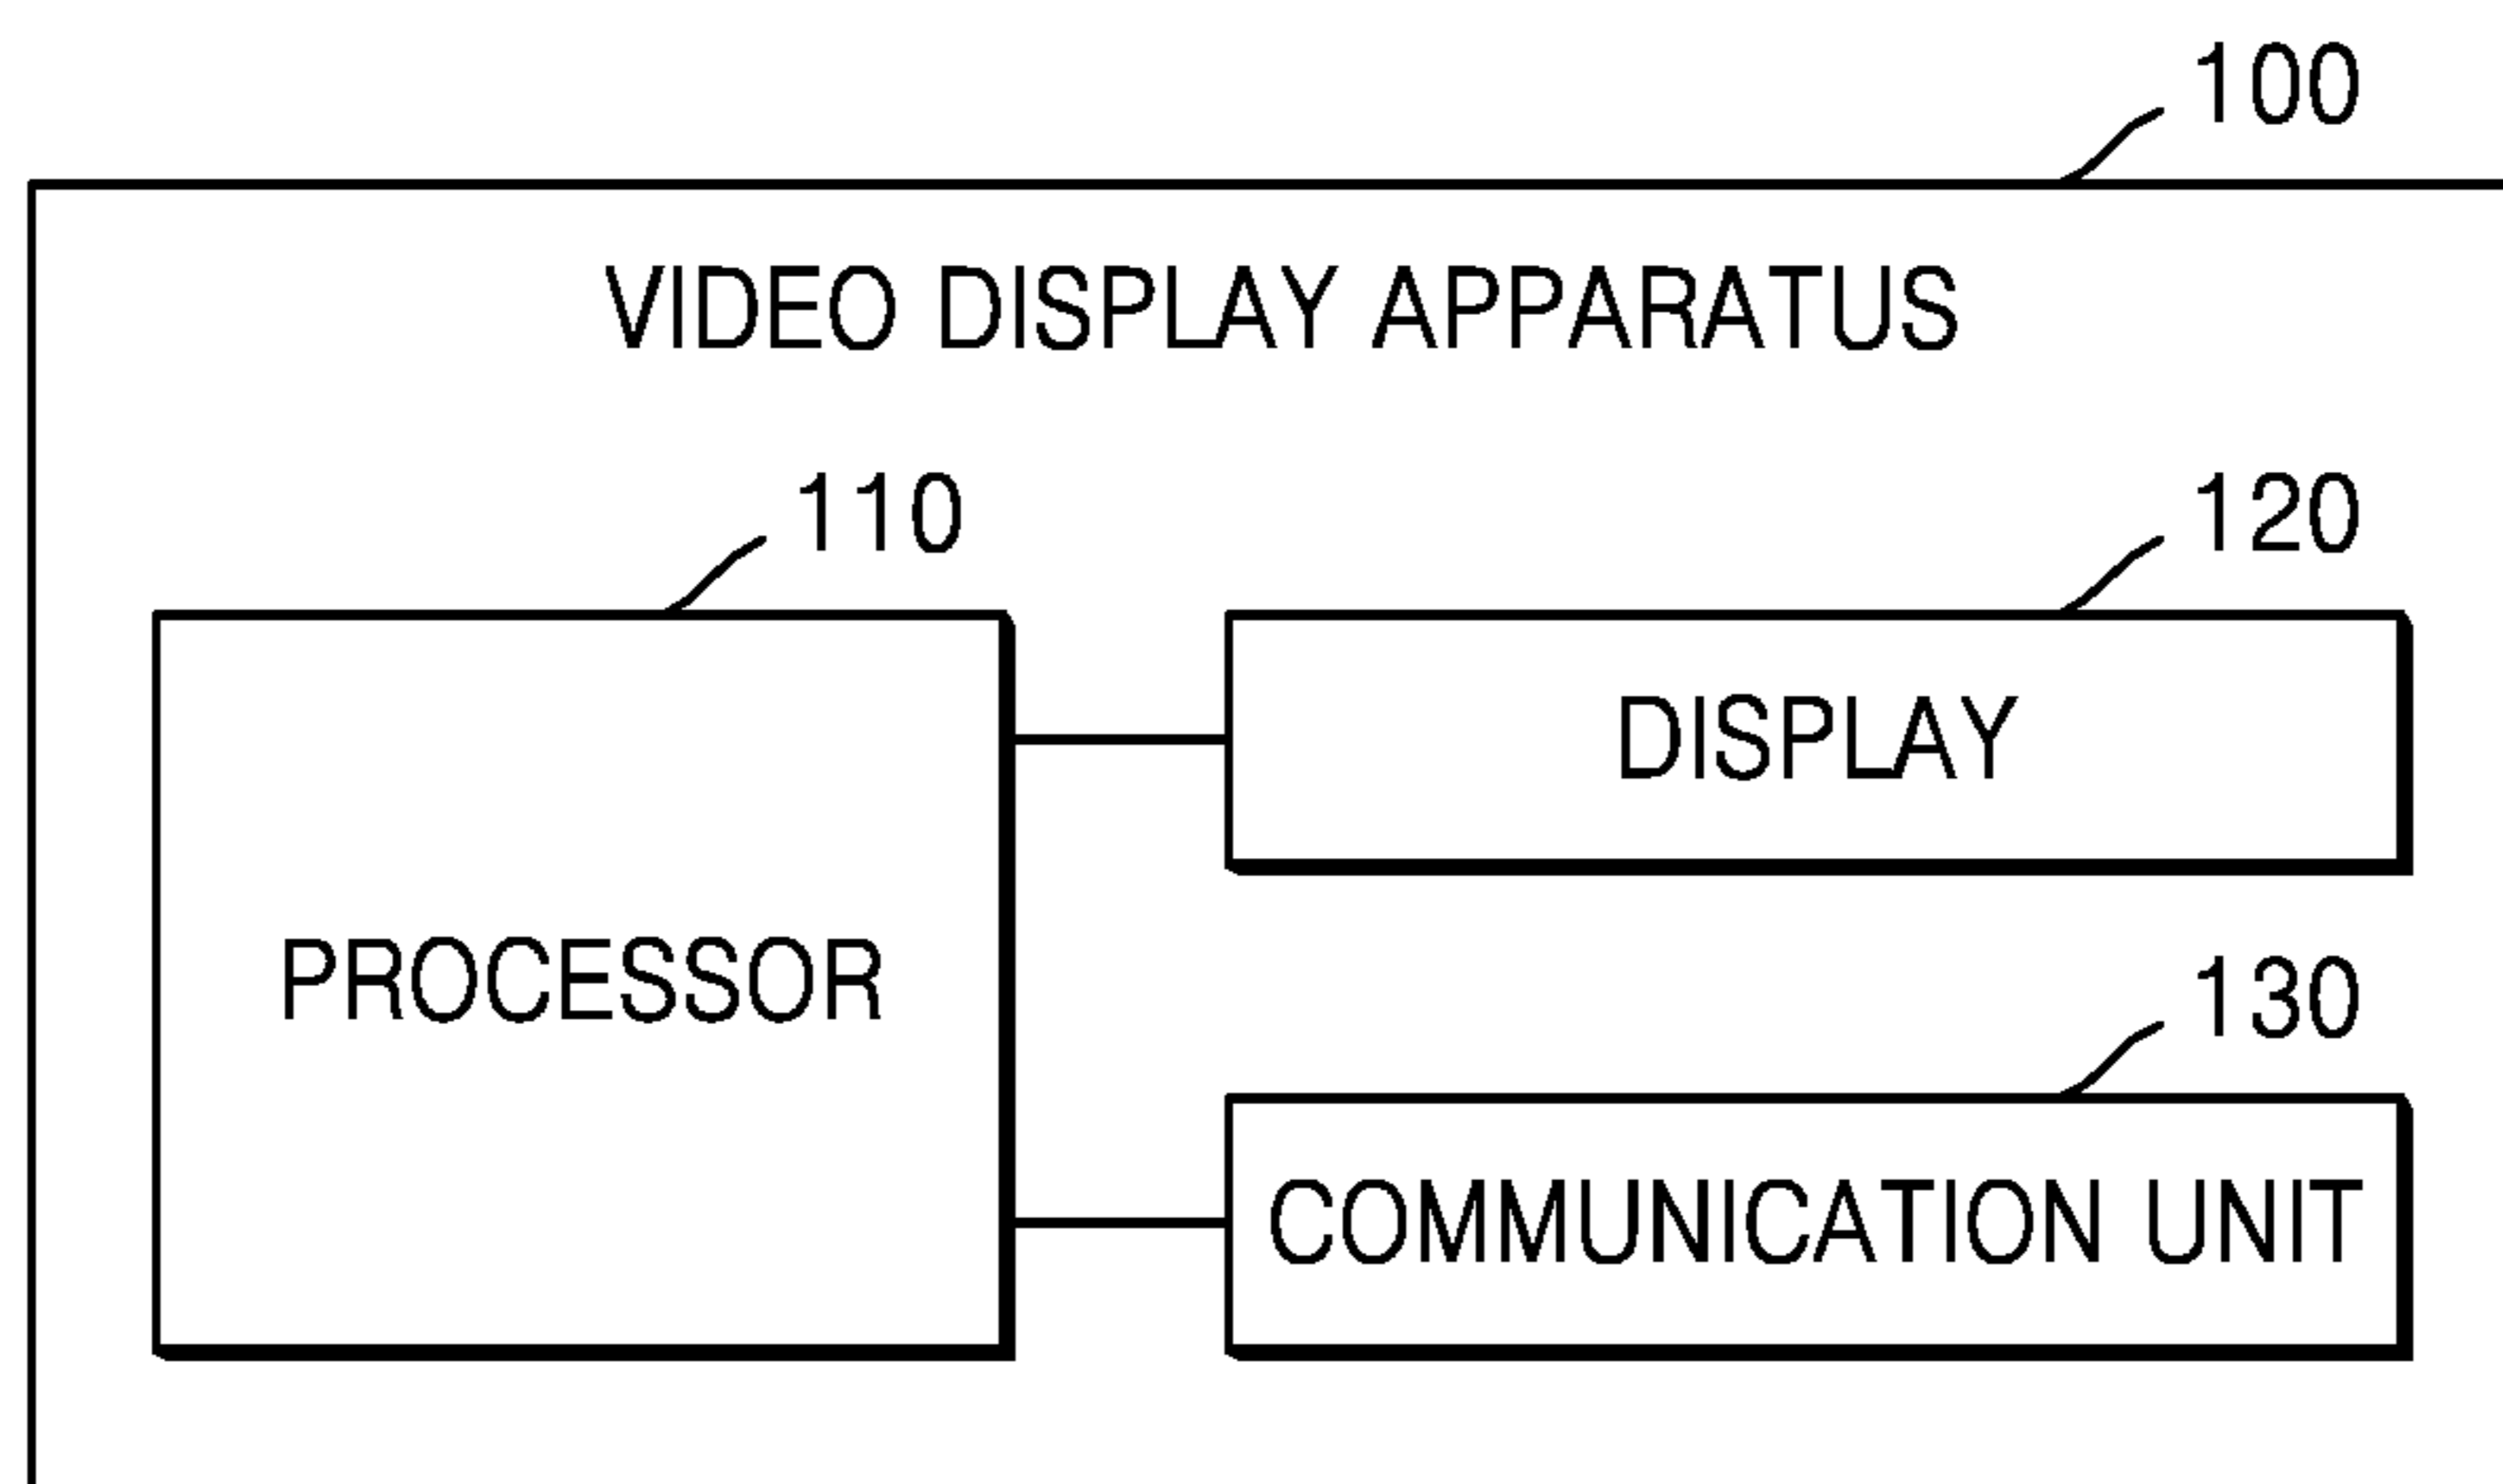 100
VIDEO DISPLAY APPARATUS
110
120
DISPLAY
PROCESSOR
130
COMMUNICATION UNIT